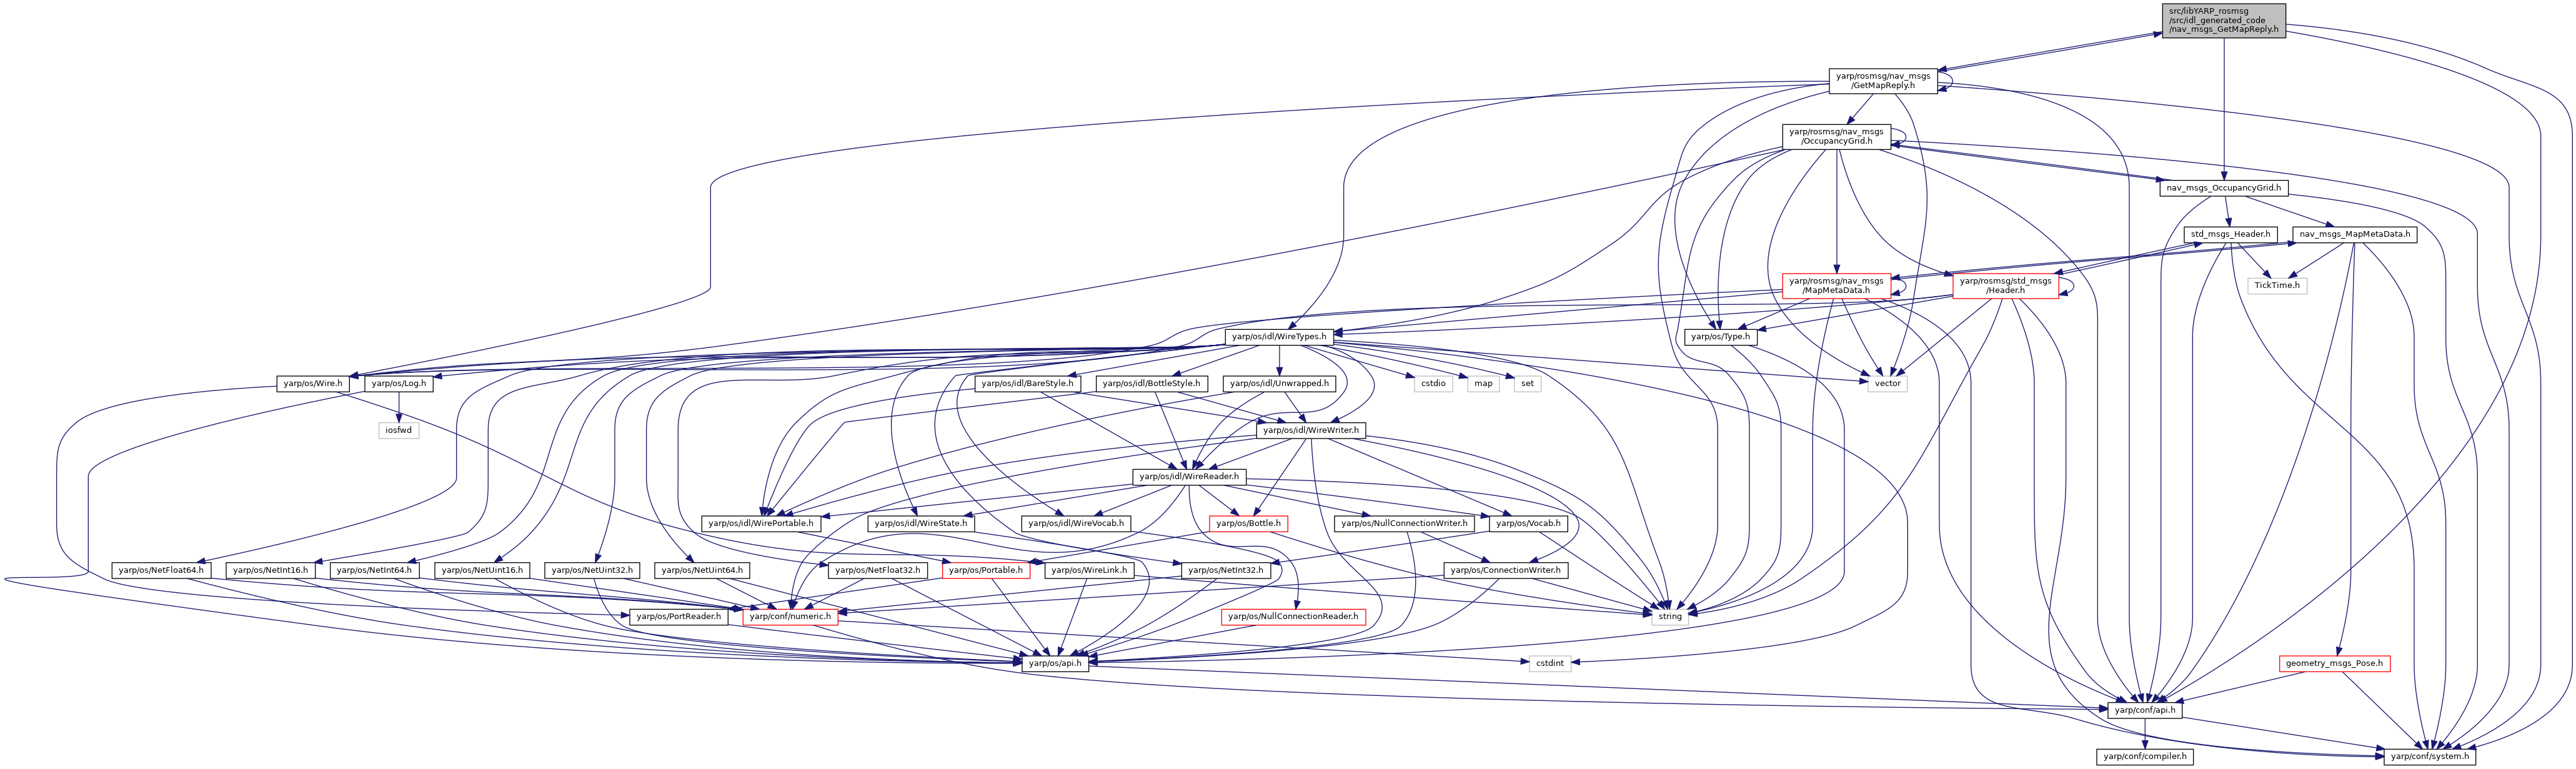 src/libYARP_rosmsg
/src/idl_generated_code
/nav_msgs_GetMapReply.h
yarp/rosmsg/nav_msgs
/GetMapReply.h
yarp/rosmsg/nav_msgs
/OccupancyGrid.h
nav_msgs_OccupancyGrid.h
std_msgs_Header.h
nav_msgs_MapMetaData.h
yarp/rosmsg/nav_msgs
/MapMetaData.h
yarp/rosmsg/std_msgs
/Header.h
TickTime.h
yarp/os/idl/WireTypes.h
yarp/os/Type.h
yarp/os/Wire.h
yarp/os/Log.h
yarp/os/idl/BareStyle.h
yarp/os/idl/BottleStyle.h
yarp/os/idl/Unwrapped.h
cstdio
map
set
vector
iosfwd
yarp/os/idl/WireWriter.h
yarp/os/idl/WireReader.h
yarp/os/idl/WirePortable.h
yarp/os/idl/WireState.h
yarp/os/idl/WireVocab.h
yarp/os/Bottle.h
yarp/os/NullConnectionWriter.h
yarp/os/Vocab.h
yarp/os/NetFloat64.h
yarp/os/NetInt16.h
yarp/os/NetInt64.h
yarp/os/NetUint16.h
yarp/os/NetUint32.h
yarp/os/NetUint64.h
yarp/os/NetFloat32.h
yarp/os/Portable.h
yarp/os/WireLink.h
yarp/os/NetInt32.h
yarp/os/ConnectionWriter.h
yarp/os/PortReader.h
yarp/conf/numeric.h
yarp/os/NullConnectionReader.h
string
yarp/os/api.h
cstdint
geometry_msgs_Pose.h
yarp/conf/api.h
yarp/conf/compiler.h
yarp/conf/system.h